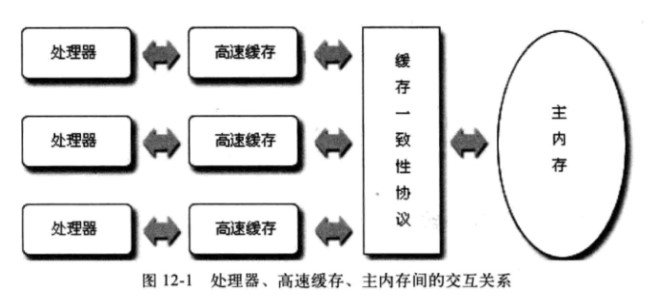 处理器
高速缓存
处理器
高速缓存
处理器
高速缓存
缓存一致性协议
主内存
图 12-1 处理器、高速缓存、主内存间的交互关系